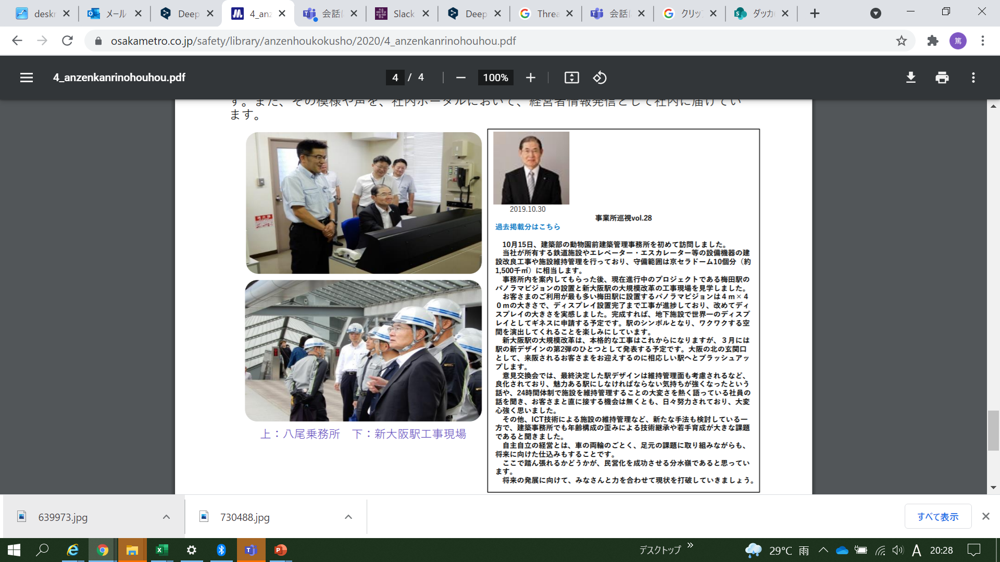 deskr
メール
Deep
4_anz
会話(
Slack
Deep
Threa
会話(
クリッ
ダッカ
osakametro.co.jp/safety/library/anzenhoukokusho/2020/4_anzenkanrinohouhou.pdf
篤
4_anzenkanrinohouhou.pdf
4 / 4
100%
す。また、その模様や声を、社内ポータルにおいて、経営者情報発信として社内に届けてい
ます。
2019.10.30
事業所巡視vol.28
過去掲載分はこちら
10月15日、建築部の動物園前建築管理事務所を初めて訪問しました。
当社が所有する鉄道施設やエレベーター・エスカレーター等の設備機器の建
設改良工事や施設維持管理を行っており、守備範囲は京セラドーム10個分（約
1,500千㎡）に相当します。
事務所内を案内してもらった後、現在進行中のプロジェクトである梅田駅の
パノラマビジョンの設置と新大阪駅の大規模改革の工事現場を見学しました。
お客さまのご利用が最も多い梅田駅に設置するパノラマビジョンは４ｍ×４
０ｍの大きさで、ディスプレイ設置完了まで工事が進捗しており、改めてディ
スプレイの大きさを実感しました。完成すれば、地下施設で世界一のディスプ
レイとしてギネスに申請する予定です。駅のシンボルとなり、ワクワクする空
間を演出してくれることを楽しみにしています。
新大阪駅の大規模改革は、本格的な工事はこれからになりますが、３月には
駅の新デザインの第2弾のひとつとして発表する予定です。大阪の北の玄関口
として、来阪されるお客さまをお迎えするのに相応しい駅へとブラッシュアッ
プします。
意見交換会では、最終決定した駅デザインは維持管理面も考慮されるなど、
良化されており、魅力ある駅にしなければならない気持ちが強くなったという
話や、24時間体制で施設を維持管理することの大変さを熱く語っている社員の
話を聞き、お客さまと直に接する機会は無くとも、日々努力されており、大変
心強く思いました。
その他、ICT技術による施設の維持管理など、新たな手法も検討している一
方で、建築事務所でも年齢構成の歪みによる技術継承や若手育成が大きな課題
であると聞きました。
自主自立の経営とは、車の両輪のごとく、足元の課題に取り組みながらも、
将来に向けた仕込みもすることです。
ここで踏ん張れるかどうかが、民営化を成功させる分水嶺であると思ってい
ます。
将来の発展に向けて、みなさんと力を合わせて現状を打破していきましょう。
上：八尾乗務所　下：新大阪駅工事現場
639973.jpg
730488.jpg
すべて表示
デスクトップ
29°C 雨
A
20:28